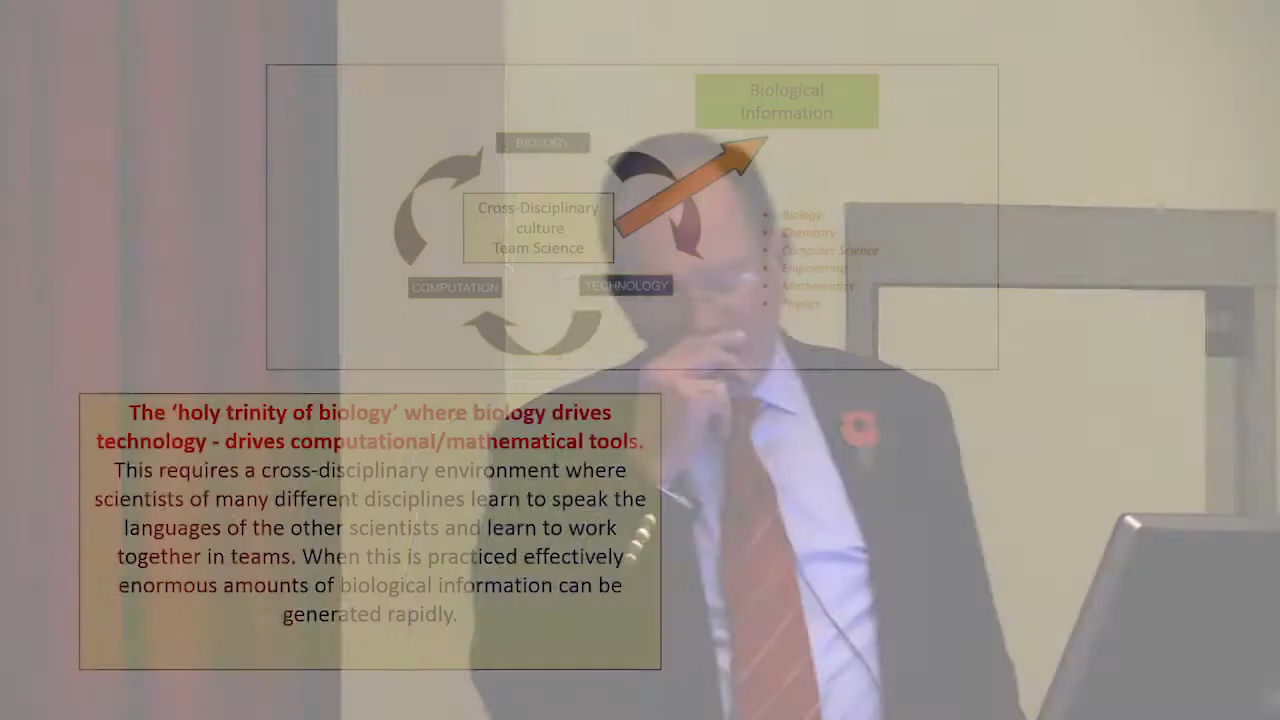 Biological
Information
BIOLOGY
Cross-Disciplinary
culture
Team Science
COMPUTATION
TECHNOLOGY
• Biology
• Chemistry
• Computer Science
• Engineering
• Mathematics
• Physics
The ‘holy trinity of biology’ where biology drives
technology - drives computational/mathematical tools.
This requires a cross-disciplinary environment where
scientists of many different disciplines learn to speak the
languages of the other scientists and learn to work
together in teams. When this is practiced effectively
enormous amounts of biological information can be
generated rapidly.